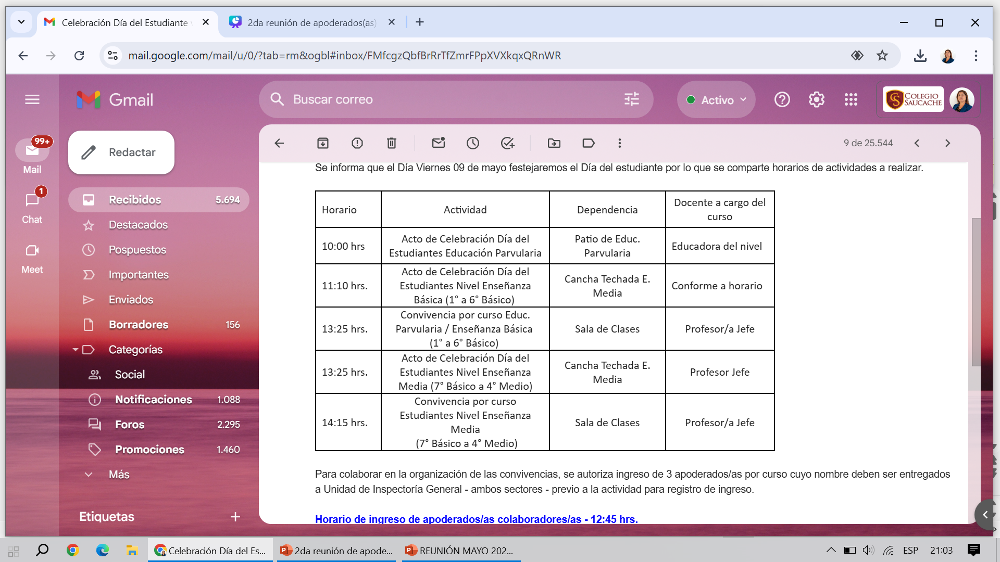 Celebración Día del Estudiante
2da reunión de apoderados(as)
mail.google.com/mail/u/0/?tab=rm&ogbl#inbox/FMfcgzQbfBrRrTfZmrFPpXVXkqxQRnWR
Gmail
Buscar correo
Activo
COLEGIO
SAUCACHE
99+
Mail
1
Chat
Meet
Redactar
Recibidos 5.694
Destacados
Pospuestos
Importantes
Enviados
Borradores 156
Categorías
Social
Notificaciones 1.088
Foros 2.295
Promociones 1.460
Más
Etiquetas
9 de 25.544
Se informa que el Día Viernes 09 de mayo festejaremos el Día del estudiante por lo que se comparte horarios de actividades a realizar.
Horario
Actividad
Dependencia
Docente a cargo del
curso
10:00 hrs
Acto de Celebración Día del
Estudiantes Educación Parvularia
Patio de Educ.
Parvularia
Educadora del nivel
11:10 hrs.
Acto de Celebración Día del
Estudiantes Nivel Enseñanza
Básica (1° a 6° Básico)
Cancha Techada E.
Media
Conforme a horario
13:25 hrs.
Convivencia por curso Educ.
Parvularia / Enseñanza Básica
(1° a 6° Básico)
Sala de Clases
Profesor/a Jefe
13:25 hrs.
Acto de Celebración Día del
Estudiantes Nivel Enseñanza
Media (7° Básico a 4° Medio)
Cancha Techada E.
Media
Profesor Jefe
14:15 hrs.
Convivencia por curso
Estudiantes Nivel Enseñanza
Media
(7° Básico a 4° Medio)
Sala de Clases
Profesor/a Jefe
Para colaborar en la organización de las convivencias, se autoriza ingreso de 3 apoderados/as por curso cuyo nombre deben ser entregados
a Unidad de Inspectoría General - ambos sectores - previo a la actividad para registro de ingreso.
Horario de ingreso de apoderados/as colaboradores/as - 12:45 hrs.
Celebración Día del Es...
2da reunión de apode...
REUNIÓN MAYO 202...
ESP
21:03